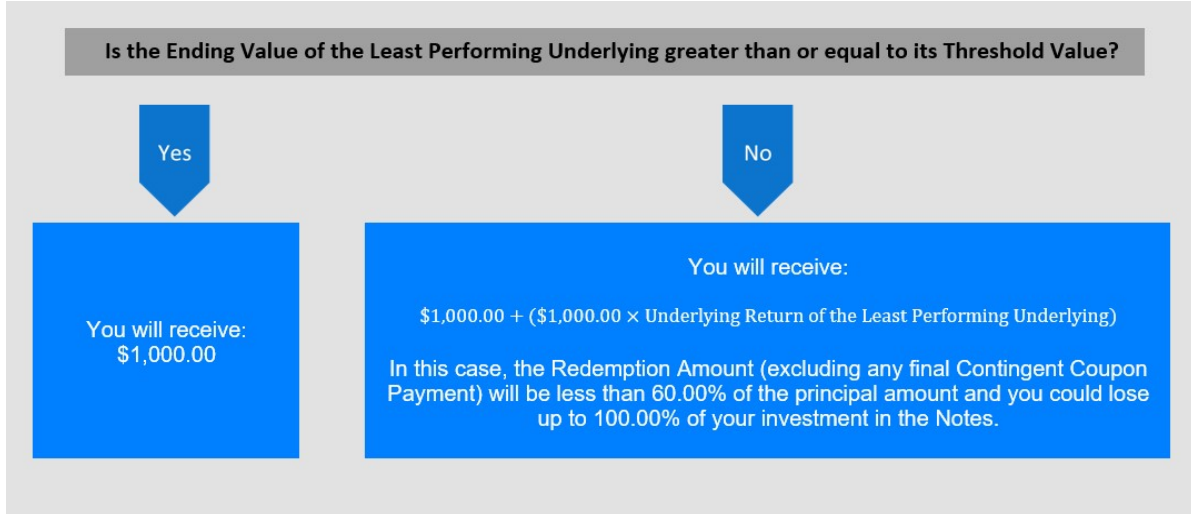 Is the Ending Value of the Least Performing Underlying greater than or equal to its Threshold Value?
Yes
No
You will receive:
$1,000.00
You will receive:
$1,000.00 + ($1,000.00 × Underlying Return of the Least Performing Underlying)
In this case, the Redemption Amount (excluding any final Contingent Coupon
Payment) will be less than 60.00% of the principal amount and you could lose
up to 100.00% of your investment in the Notes.